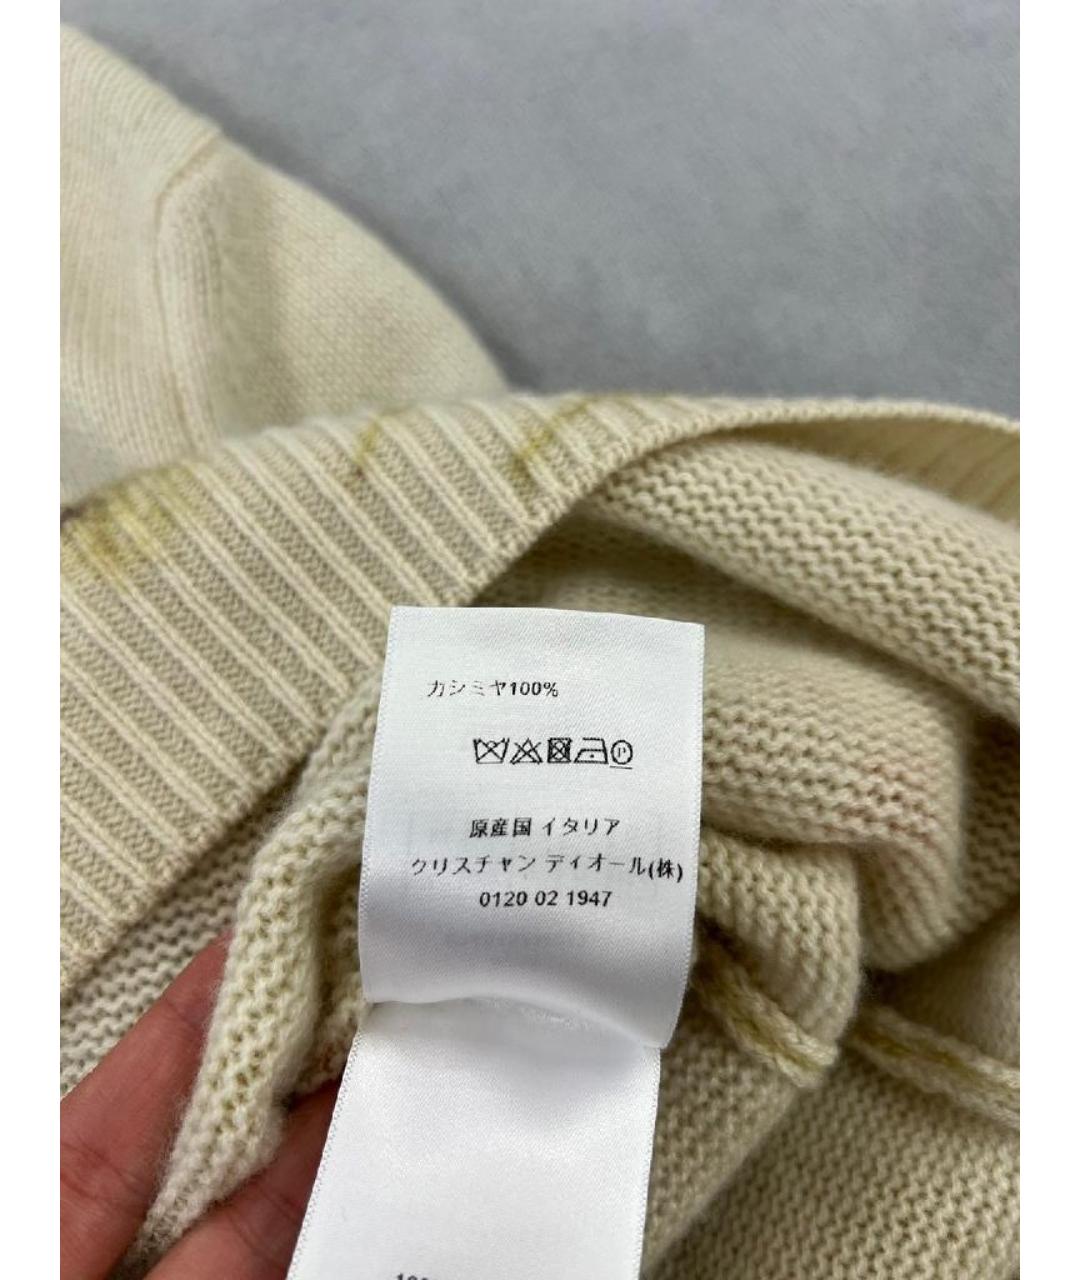 カシミヤ100%
P
原産国 イタリア
クリスチャン ディオール(株)
0120 02 1947